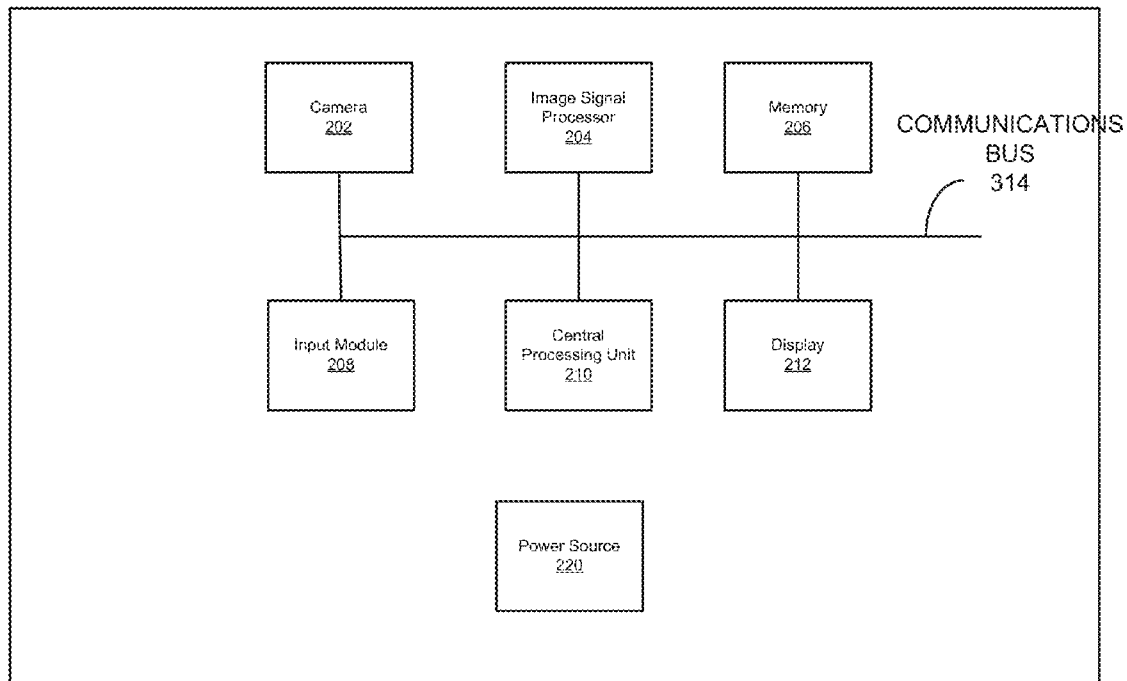 Camera
202
Image Signal
Processor
204
Memory
206
COMMUNICATIONS
BUS
314
Input Module
208
Central
Processing Unit
210
Display
212
Power Source
220